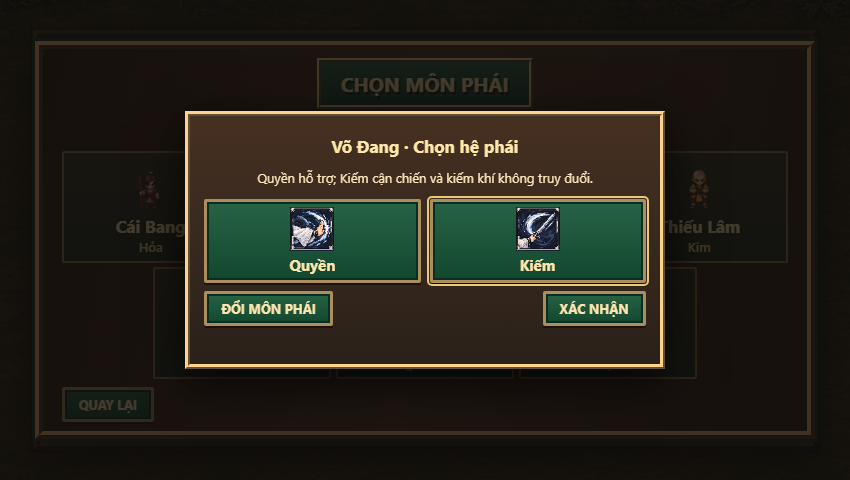 CHỌN MÔN PHÁI
Võ Đang · Chọn hệ phái
Quyền hỗ trợ; Kiếm cận chiến và kiếm khí không truy đuổi.
Cái Bang
Hỏa
Thiếu Lâm
Kim
Quyền
Kiếm
ĐỔI MÔN PHÁI
XÁC NHẬN
QUAY LẠI